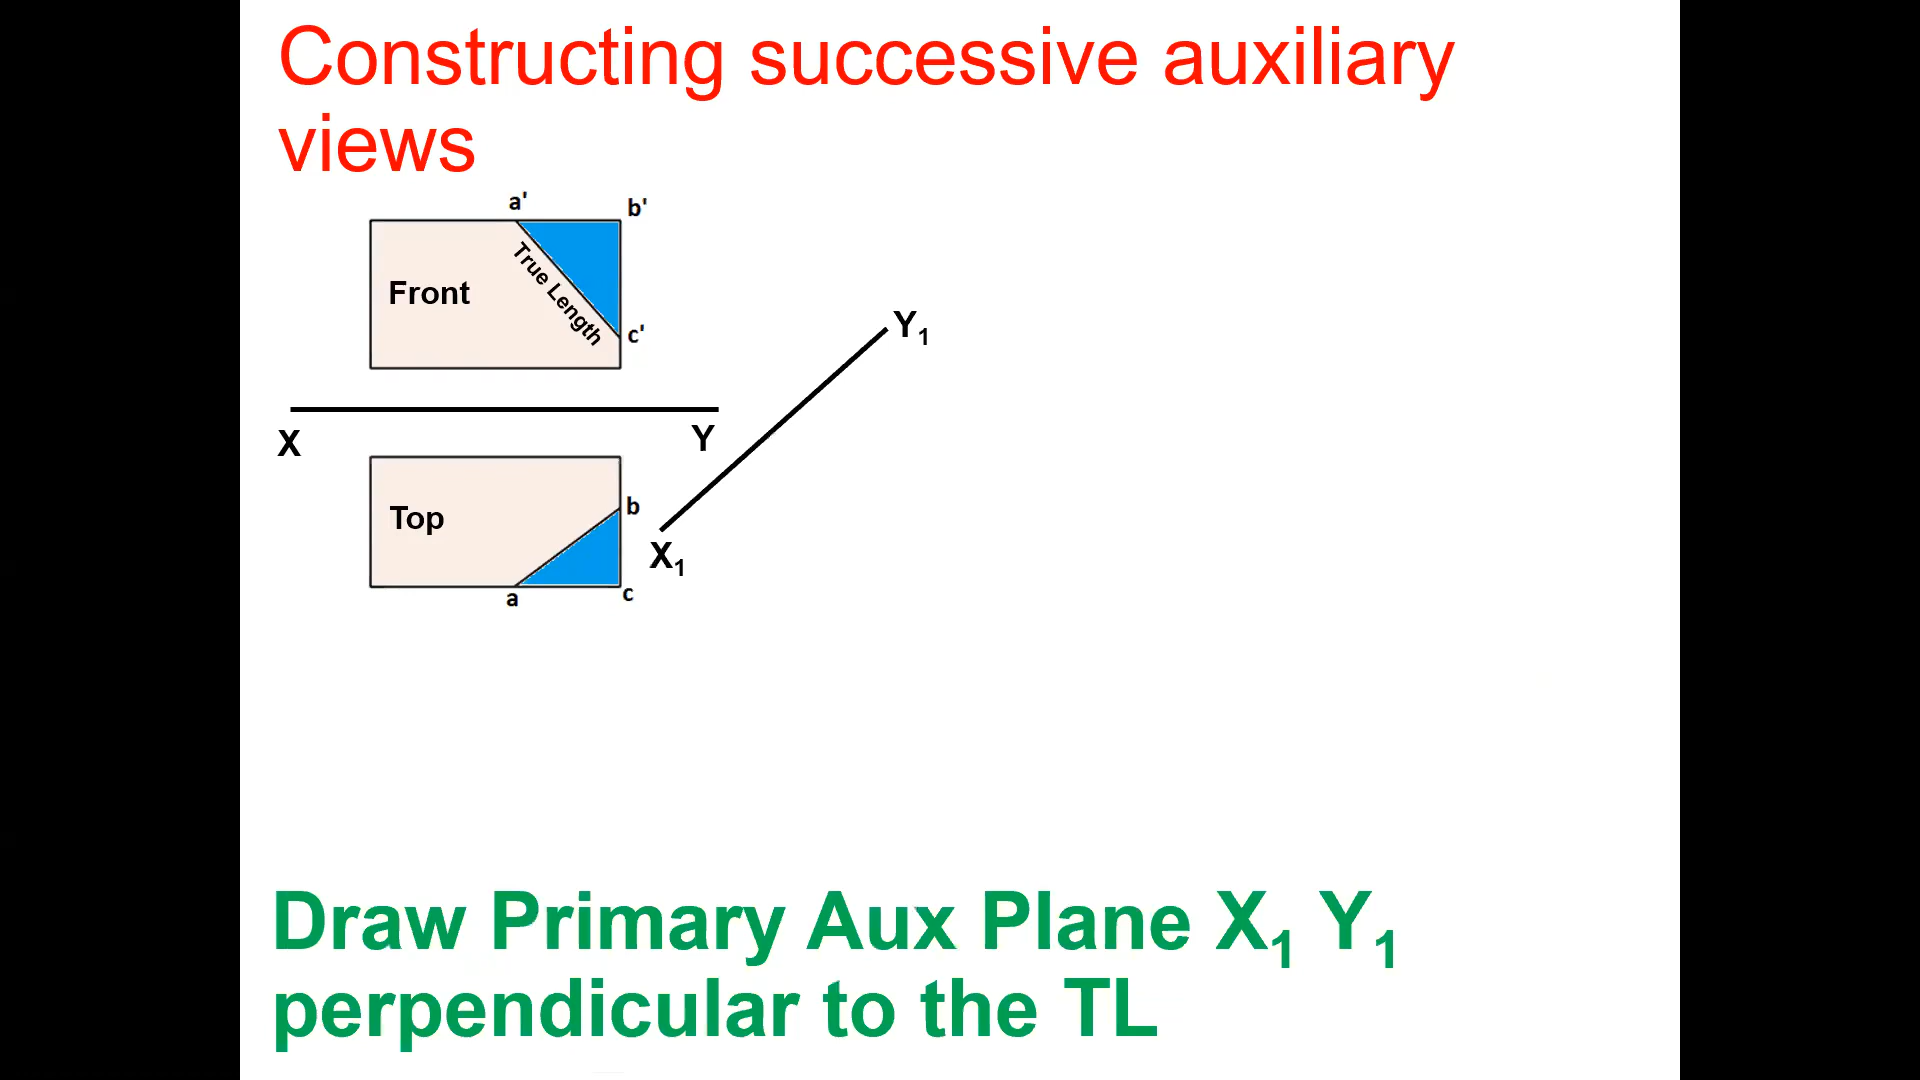 Constructing successive auxiliary
views
a'
b'
Front
True Length
c'
Y₁
X
Y
Top
b
X₁
a
c
Draw Primary Aux Plane X₁ Y₁
perpendicular to the TL